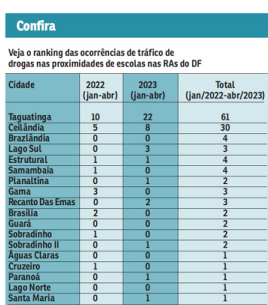 Confira
Veja o ranking das ocorrências de tráfico de
drogas nas proximidades de escolas nas RAs do DF
Cidade 2022 2023 Total
(jan-abr) (jan-abr) (jan/2022-abr/2023)
Taguatinga 10 22 61
Ceilândia 5 8 30
Brazlândia 0 0 4
Lago Sul 0 3 3
Estrutural 1 1 4
Samambaia 1 0 4
Planaltina 0 1 2
Gama 3 0 3
Recanto Das Emas 0 2 3
Brasília 2 0 2
Guará 0 0 2
Sobradinho 1 0 2
Sobradinho II 0 1 2
Águas Claras 0 0 1
Cruzeiro 1 0 1
Paranoá 0 1 1
Lago Norte 0 0 1
Santa Maria 0 1 1